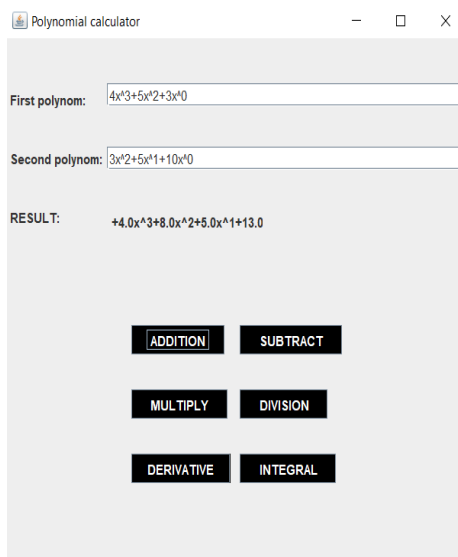 Polynomial calculator
First polynom: 4x^3+5x^2+3x^0
Second polynom: 3x^2+5x^1+10x^0
RESULT: +4.0x^3+8.0x^2+5.0x^1+13.0
ADDITION SUBTRACT
MULTIPLY DIVISION
DERIVATIVE INTEGRAL